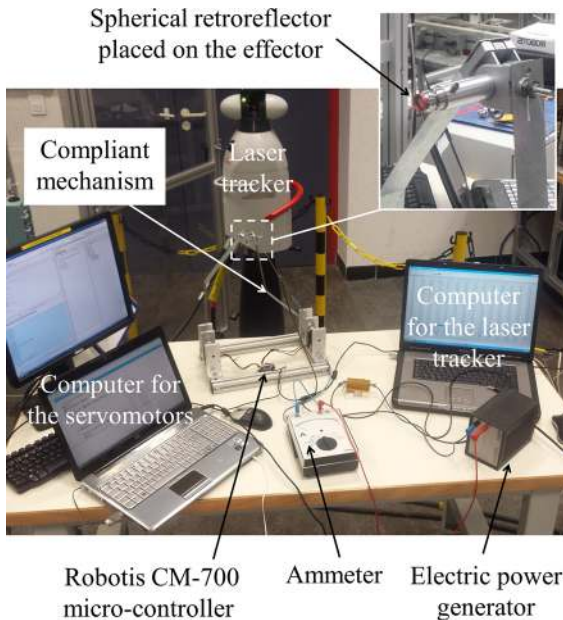 Spherical retroreflector
placed on the effector
Compliant
mechanism
Laser
tracker
Computer
for the laser
tracker
Computer for
the servomotors
Robotis CM-700
micro-controller
Ammeter
Electric power
generator